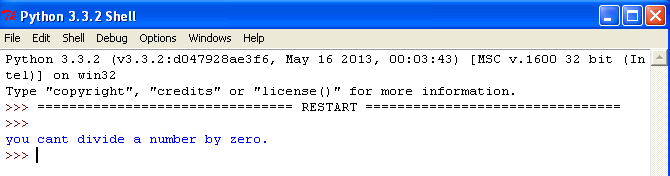 Python 3.3.2 Shell
File Edit Shell Debug Options Windows Help
Python 3.3.2 (v3.3.2:d047928ae3f6, May 16 2013, 00:03:43) [MSC v.1600 32 bit (In
tel)] on win32
Type "copyright", "credits" or "license()" for more information.
>>> ================================ RESTART ================================
>>>
you cant divide a number by zero.
>>>